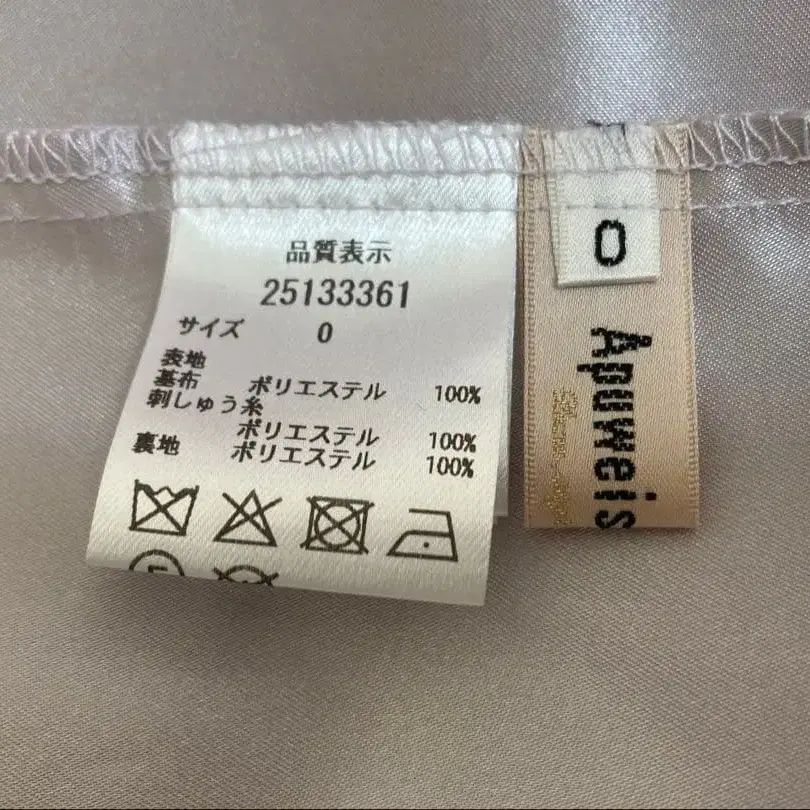 品質表示
25133361
サイズ 0
表地
基布 ポリエステル 100%
刺しゅう糸
ポリエステル 100%
裏地 ポリエステル 100%
0
Apuweis